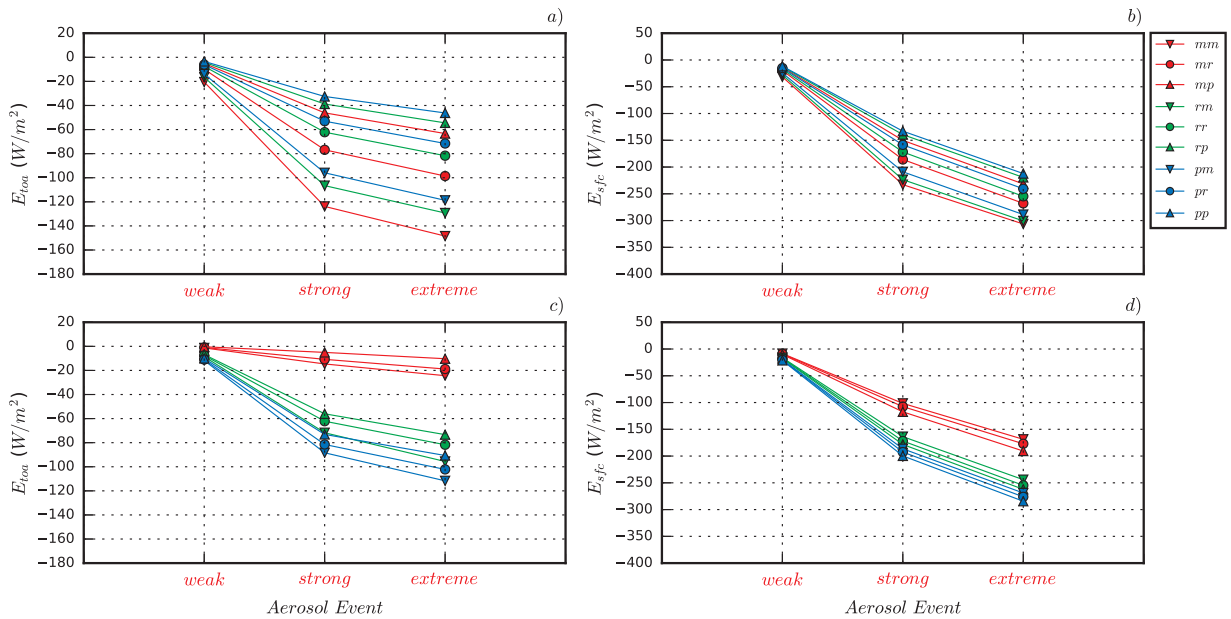 a)
E_toa (W/m^2)
20
0
−20
−40
−60
−80
−100
−120
−140
−160
−180
weak strong extreme
b)
E_sfc (W/m^2)
50
0
−50
−100
−150
−200
−250
−300
−350
−400
weak strong extreme
mm
mr
mp
rm
rr
rp
pm
pr
pp
c)
E_toa (W/m^2)
20
0
−20
−40
−60
−80
−100
−120
−140
−160
−180
weak strong extreme
Aerosol Event
d)
E_sfc (W/m^2)
50
0
−50
−100
−150
−200
−250
−300
−350
−400
weak strong extreme
Aerosol Event